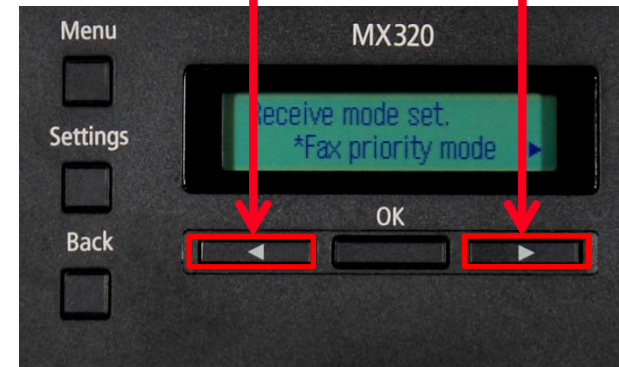 Menu
MX320
Receive mode set.
*Fax priority mode
Settings
OK
Back